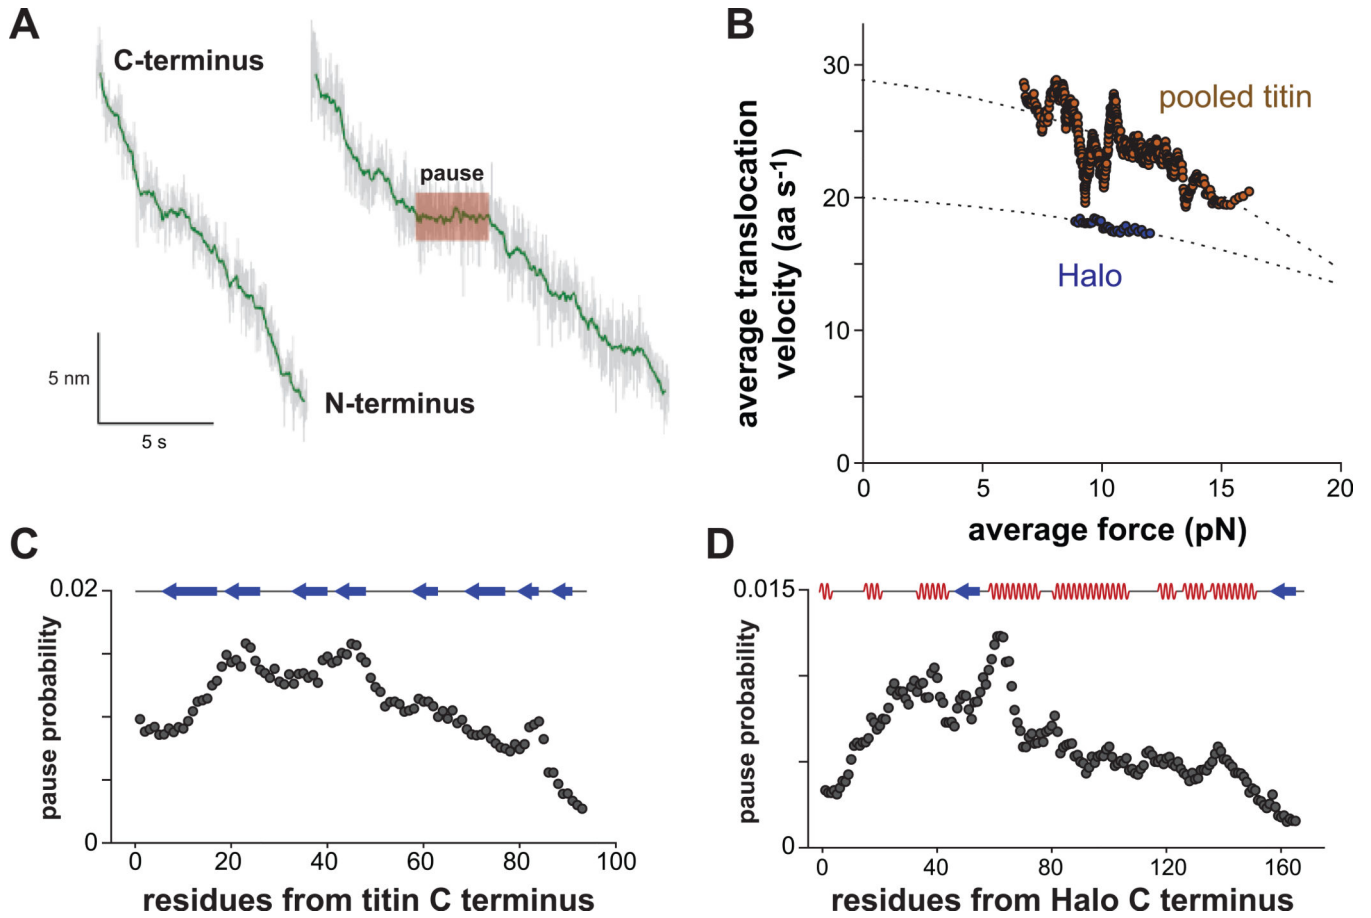 A
C-terminus
pause
5 nm
5 s
N-terminus
B
average translocation
velocity (aa s-1)
30
20
10
0
pooled titin
Halo
0
5
10
15
20
average force (pN)
C
0.02
0
pause probability
0
20
40
60
80
100
residues from titin C terminus
D
0.015
0
pause probability
0
40
80
120
160
residues from Halo C terminus